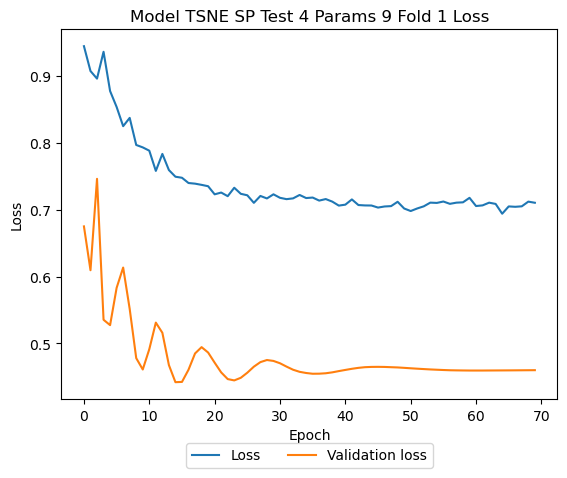 Model TSNE SP Test 4 Params 9 Fold 1 Loss
0.9
0.8
0.7
0.6
0.5
Loss
0 10 20 30 40 50 60 70
Epoch
Loss Validation loss